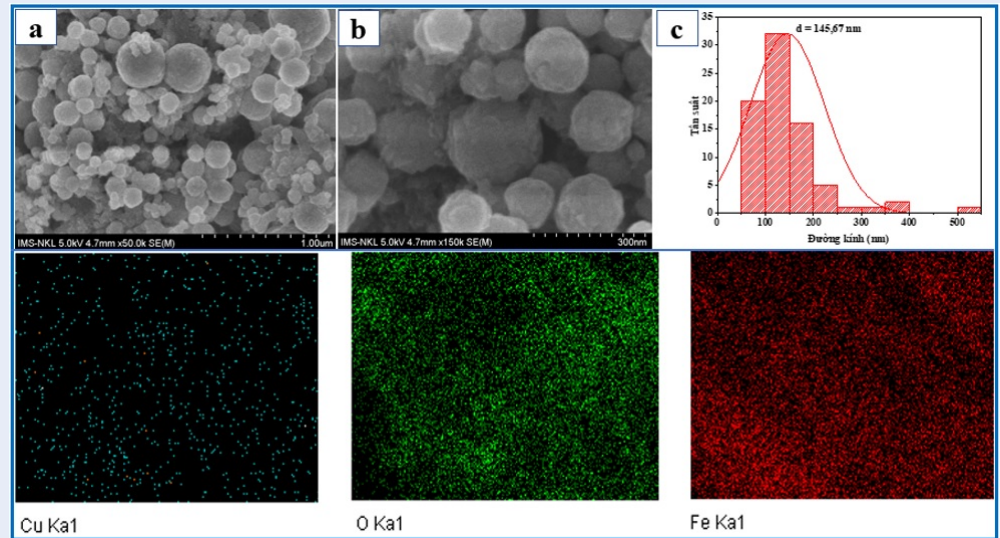 a
b
c
IMS-NKL 5.0kV 4.7mm x50.0k SE(M)
1.00um
IMS-NKL 5.0kV 4.7mm x150k SE(M)
300nm
d = 145,67 nm
Tần suất
35
30
25
20
15
10
5
0
0 100 200 300 400 500
Đường kính (nm)
Cu Ka1
O Ka1
Fe Ka1